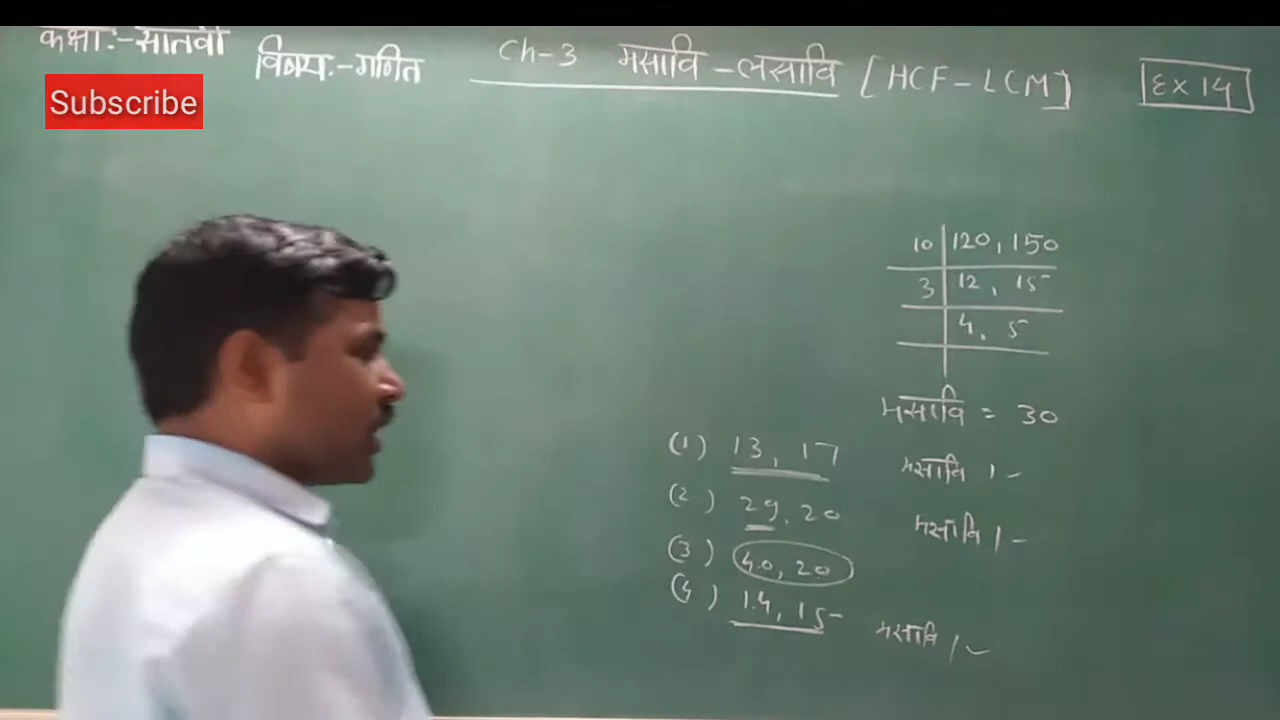 कक्षा:-सातवी
विषय:-गणित
Ch-3 मसावि-लसावि [HCF-LCM]
Ex 14
Subscribe
10 120, 150
3 12, 15
4, 5
मसावि = 30
(1) 13, 17 मसावि 1-
(2) 29, 20 मसावि 1-
(3) 40, 20
(4) 14, 15 मसावि 1-